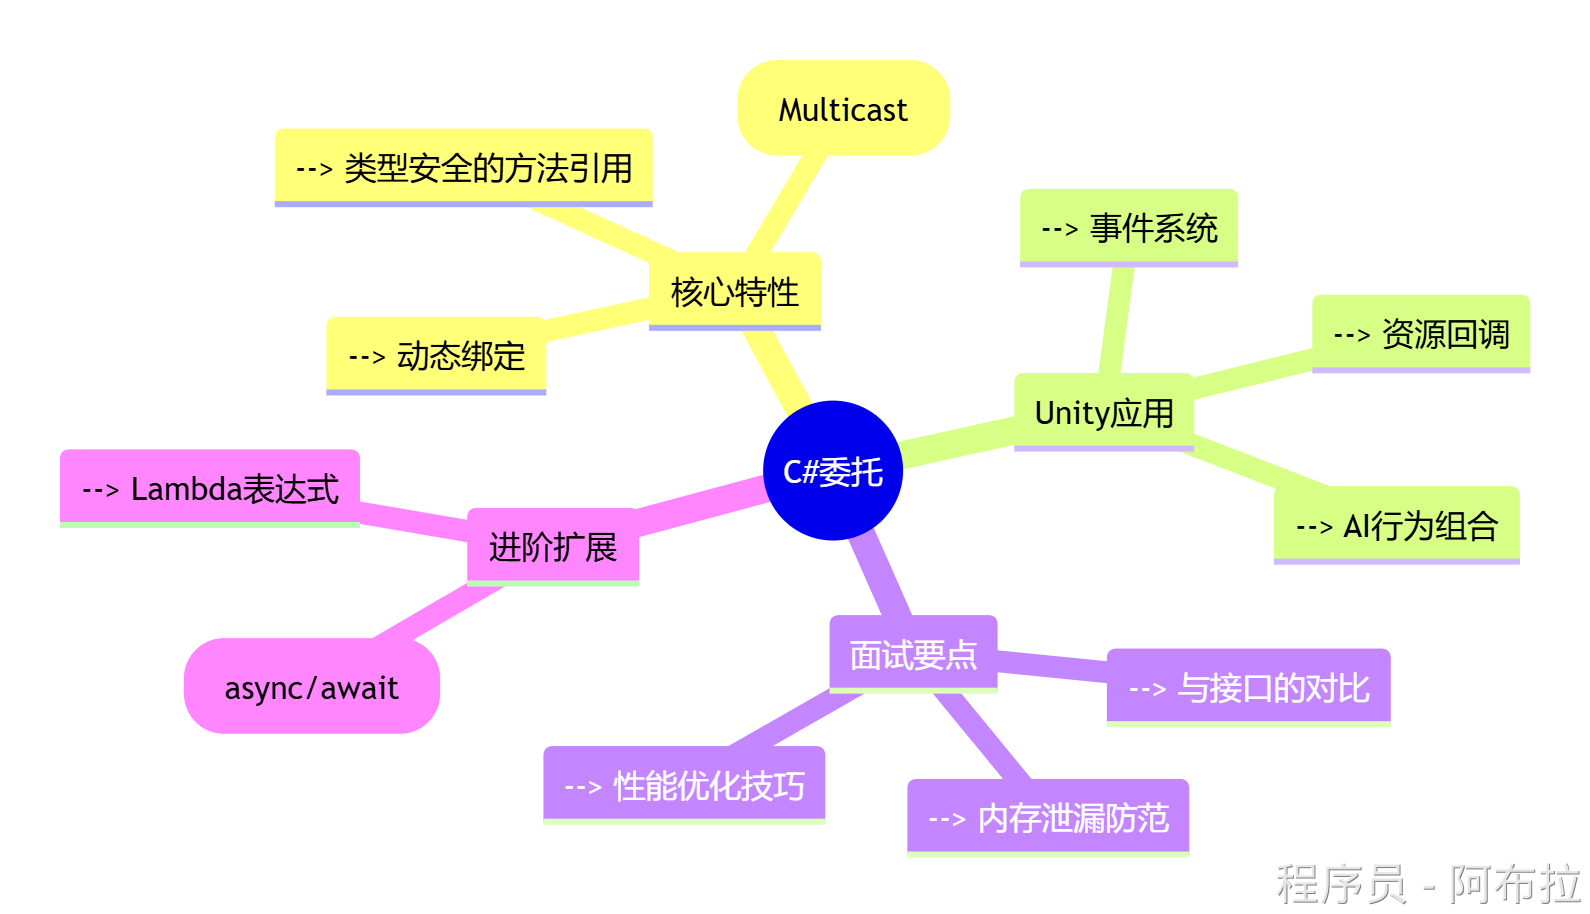 Multicast
--> 类型安全的方法引用
--> 事件系统
核心特性
--> 资源回调
--> 动态绑定
Unity应用
C#委托
--> Lambda表达式
--> AI行为组合
进阶扩展
面试要点
async/await
--> 与接口的对比
--> 性能优化技巧
--> 内存泄漏防范
程序员 - 阿布拉